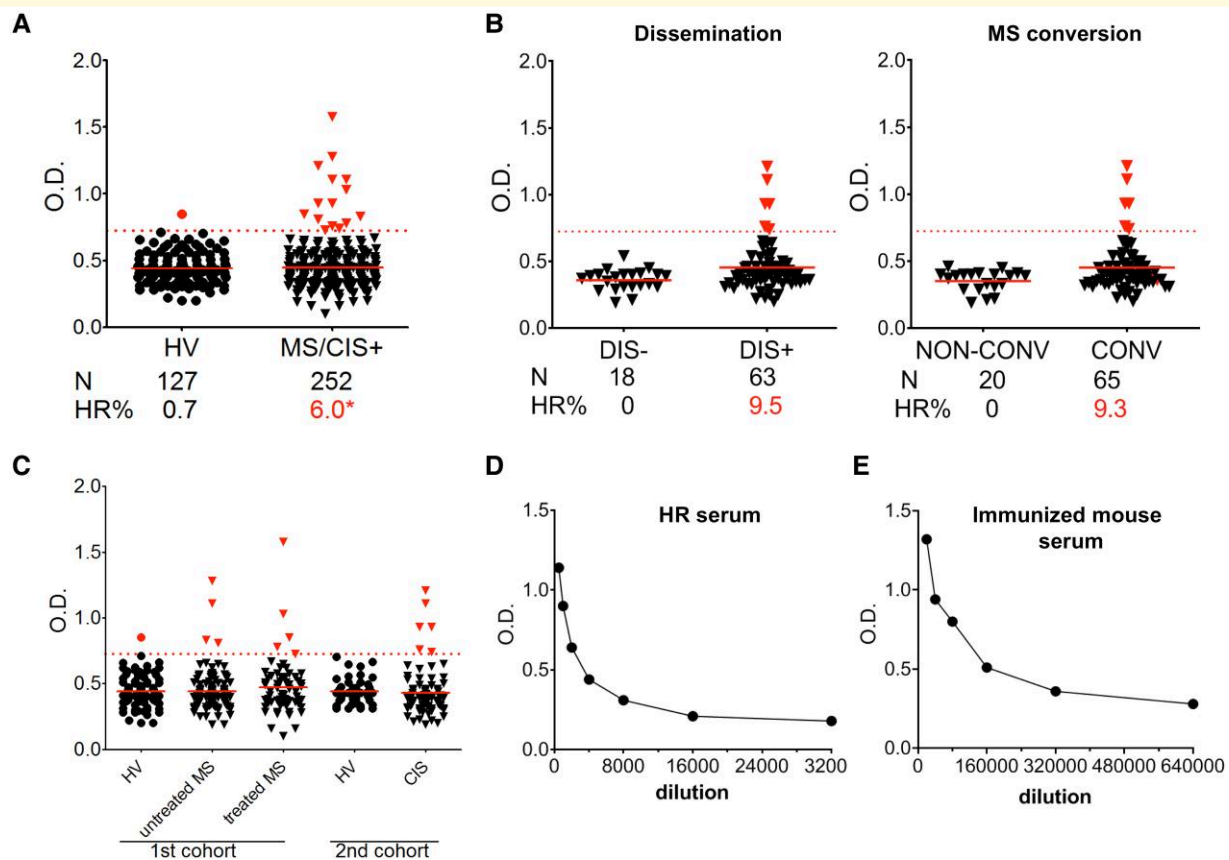 A
2.0
1.5
1.0
0.5
0.0
O.D.
HV MS/CIS+
N 127 252
HR% 0.7 6.0*
B
Dissemination
2.0
1.5
1.0
0.5
0.0
O.D.
DIS- DIS+
N 18 63
HR% 0 9.5
MS conversion
2.0
1.5
1.0
0.5
0.0
O.D.
NON-CONV CONV
N 20 65
HR% 0 9.3
C
2.0
1.5
1.0
0.5
0.0
O.D.
HV untreated MS treated MS HV CIS
1st cohort 2nd cohort
D
HR serum
1.5
1.0
0.5
0.0
O.D.
0 8000 16000 24000 3200
dilution
E
Immunized mouse
serum
1.5
1.0
0.5
0.0
O.D.
0 160000 320000 480000 640000
dilution